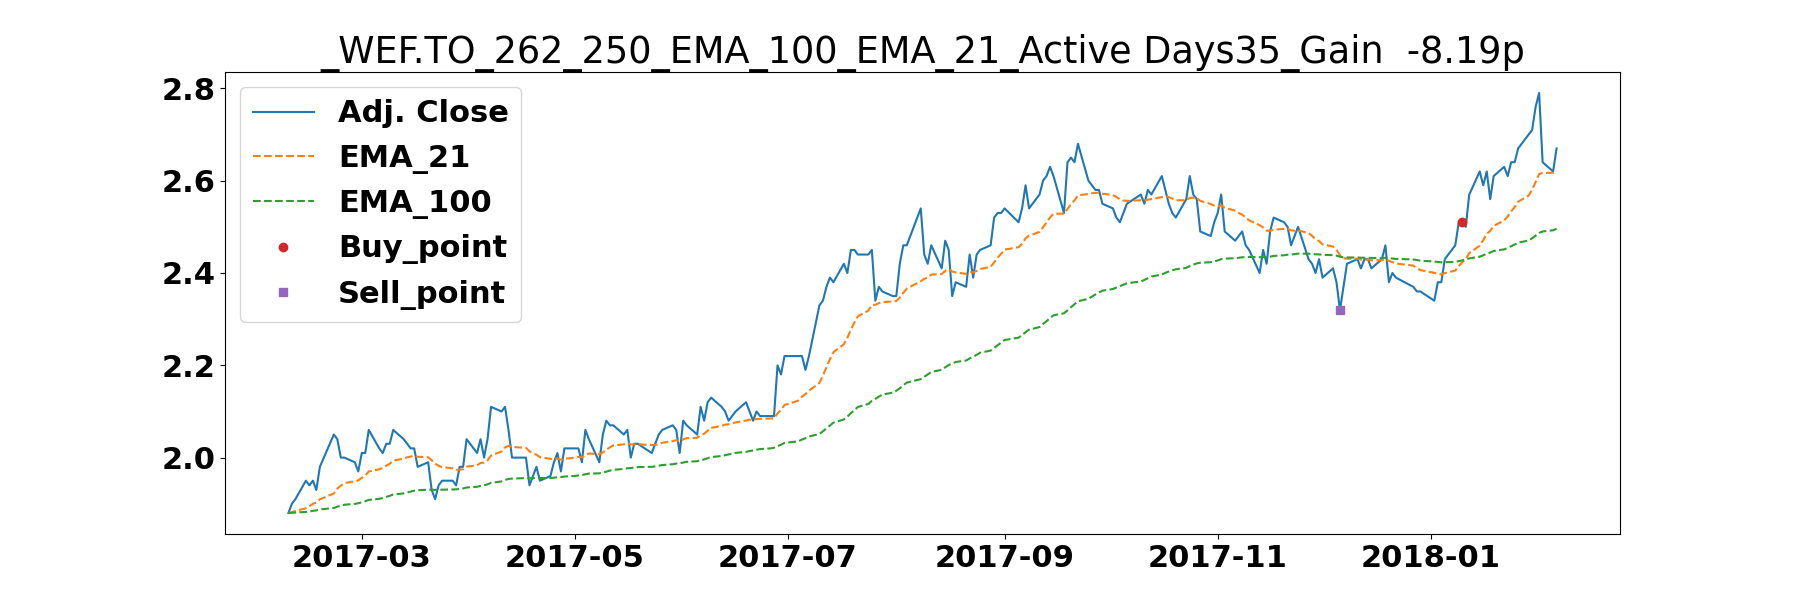 _WEF.TO_262_250_EMA_100_EMA_21_Active Days35_Gain  -8.19p
2.8
2.6
2.4
2.2
2.0
Adj. Close
EMA_21
EMA_100
Buy_point
Sell_point
2017-03 2017-05 2017-07 2017-09 2017-11 2018-01